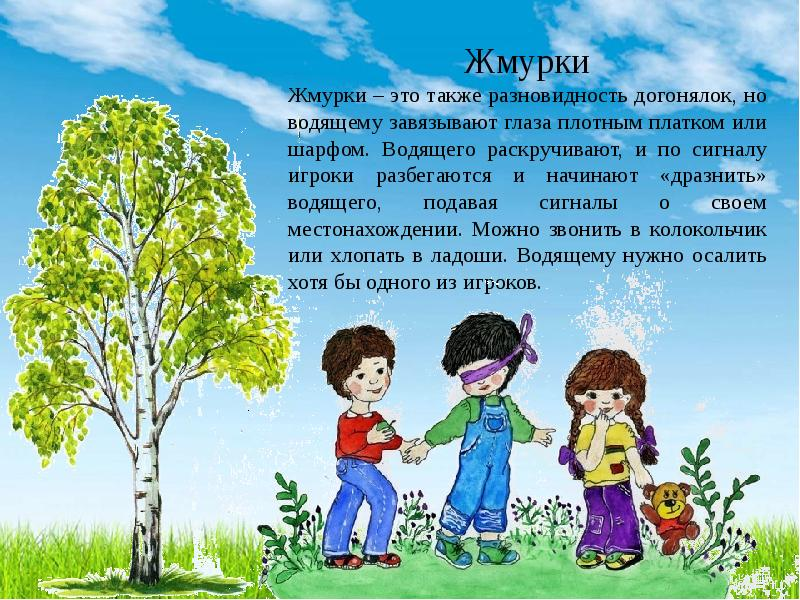 Жмурки
Жмурки – это также разновидность догонялок, но
водящему завязывают глаза плотным платком или
шарфом. Водящего раскручивают, и по сигналу
игроки разбегаются и начинают «дразнить»
водящего, подавая сигналы о своем
местонахождении. Можно звонить в колокольчик
или хлопать в ладоши. Водящему нужно осалить
хотя бы одного из игроков.